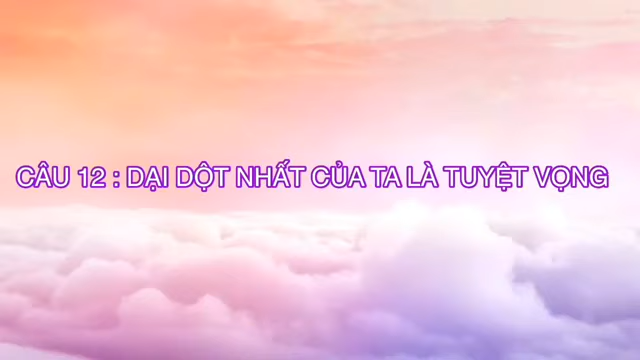 CÂU 12 : DẠI DỘT NHẤT CỦA TA LÀ TUYỆT VỌNG